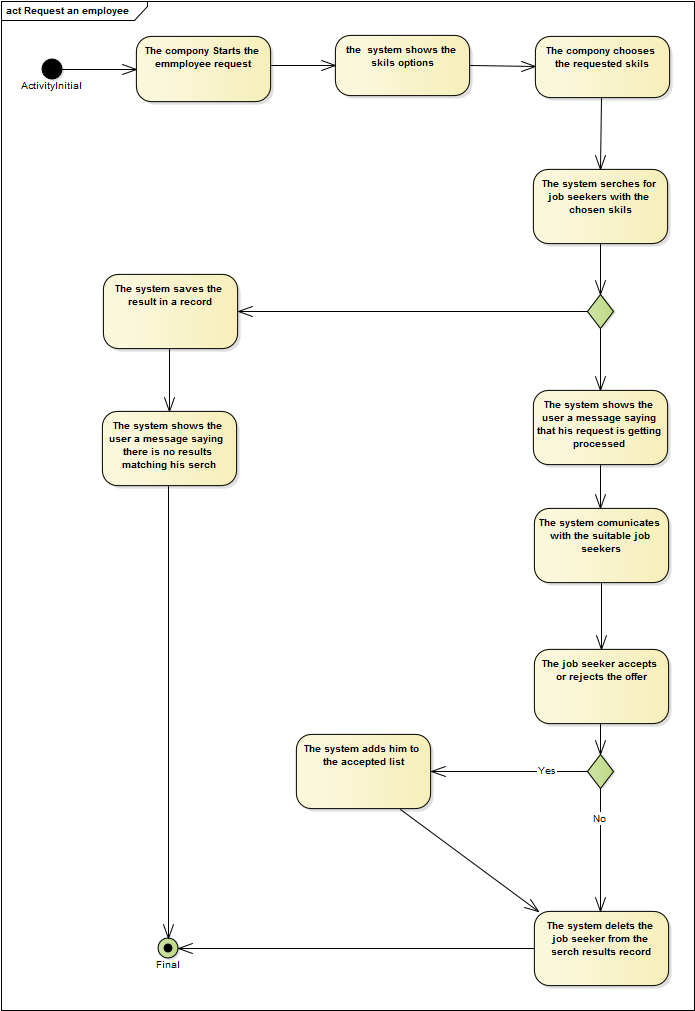 act Request an employee
The compony Starts the
emmployee request
the  system shows the
skils options
The compony chooses
the requested skils
ActivityInitial
The system serches for
job seekers with the
chosen skils
The system saves the
result in a record
The system shows the
user a message saying
that his request is getting
processed
The system shows the
user a message saying
there is no results
matching his serch
The system comunicates
with the suitable job
seekers
The job seeker accepts
or rejects the offer
The system adds him to
the accepted list
Yes
No
The system delets the
job seeker from the
serch results record
Final